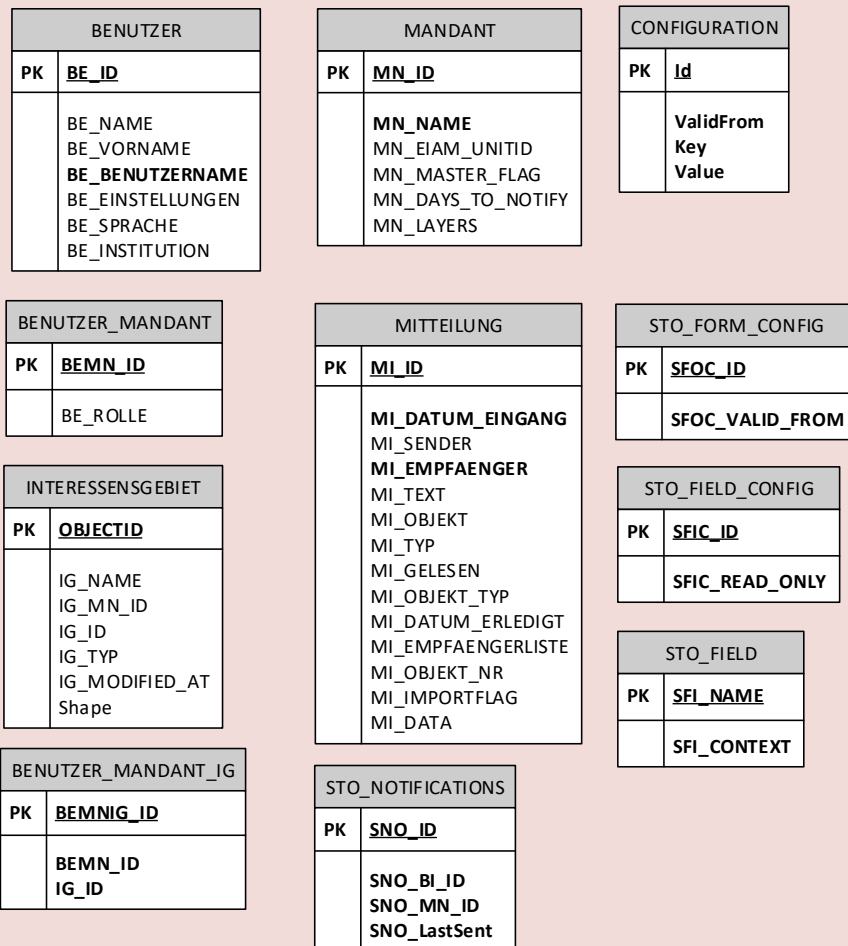 BENUTZER
PK BE_ID
BE_NAME
BE_VORNAME
BE_BENUTZERNAME
BE_EINSTELLUNGEN
BE_SPRACHE
BE_INSTITUTION
MANDANT
PK MN_ID
MN_NAME
MN_EIAM_UNITID
MN_MASTER_FLAG
MN_DAYS_TO_NOTIFY
MN_LAYERS
CONFIGURATION
PK Id
ValidFrom
Key
Value
BENUTZER_MANDANT
PK BEMN_ID
BE_ROLLE
MITTEILUNG
PK MI_ID
MI_DATUM_EINGANG
MI_SENDER
MI_EMPFAENGER
MI_TEXT
MI_OBJEKT
MI_TYP
MI_GELESEN
MI_OBJEKT_TYP
MI_DATUM_ERLEDIGT
MI_EMPFAENGERLISTE
MI_OBJEKT_NR
MI_IMPORTFLAG
MI_DATA
STO_FORM_CONFIG
PK SFOC_ID
SFOC_VALID_FROM
INTERESSENSGEBIET
PK OBJECTID
IG_NAME
IG_MN_ID
IG_ID
IG_TYP
IG_MODIFIED_AT
Shape
STO_FIELD_CONFIG
PK SFIC_ID
SFIC_READ_ONLY
STO_FIELD
PK SFI_NAME
SFI_CONTEXT
BENUTZER_MANDANT_IG
PK BEMNIG_ID
BEMN_ID
IG_ID
STO_NOTIFICATIONS
PK SNO_ID
SNO_BI_ID
SNO_MN_ID
SNO_LastSent